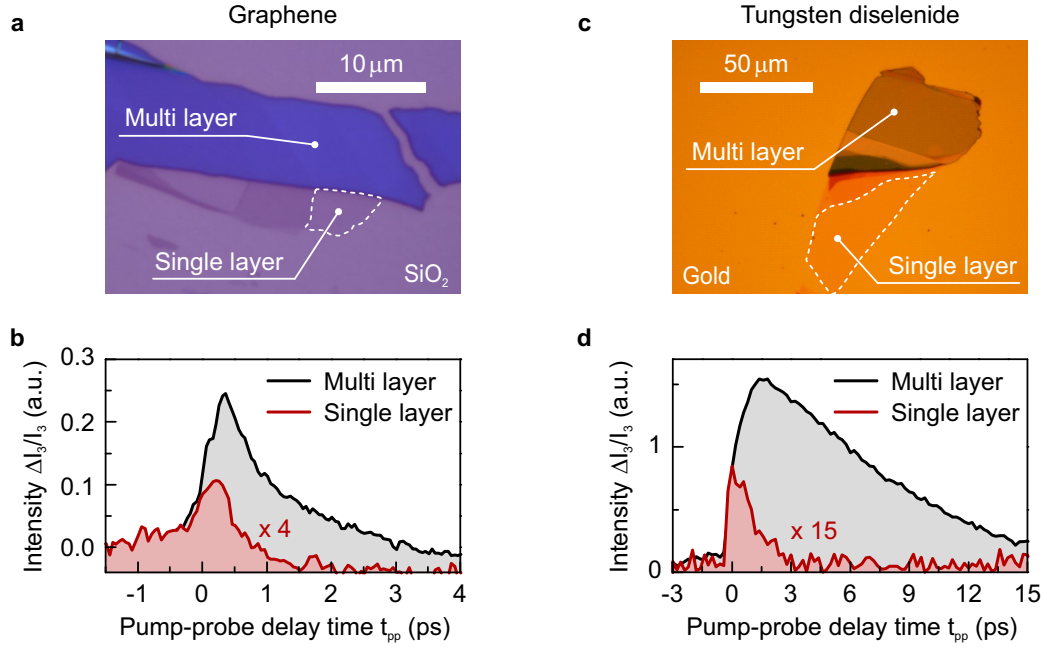 Graphene
a
10 μm
Multi layer
Single layer
SiO₂
b
Intensity ΔI₃/I₃ (a.u.)
0.3
0.2
0.1
0.0
Multi layer
Single layer
x 4
-1 0 1 2 3 4
Pump-probe delay time tₚₚ (ps)
Tungsten diselenide
c
50 μm
Multi layer
Single layer
Gold
d
Intensity ΔI₃/I₃ (a.u.)
1
0
Multi layer
Single layer
x 15
-3 0 3 6 9 12 15
Pump-probe delay time tₚₚ (ps)